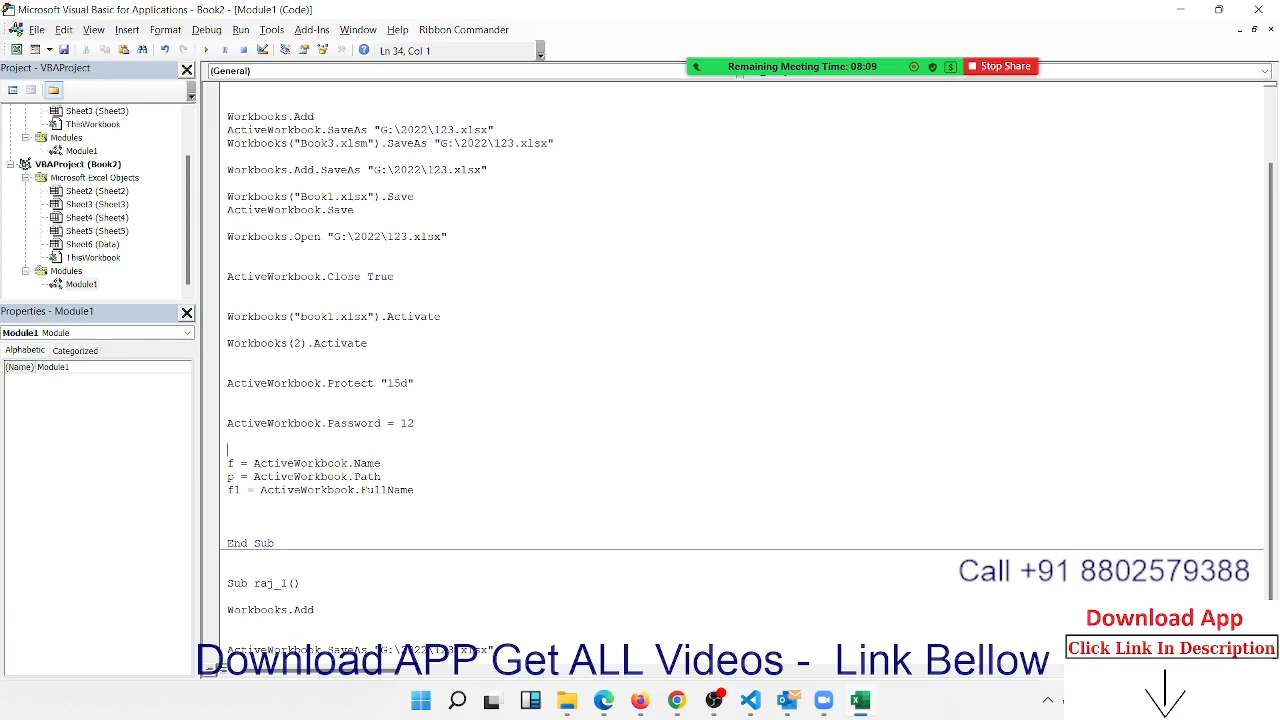 Microsoft Visual Basic for Applications - Book2 - [Module1 (Code)]
File Edit View Insert Format Debug Run Tools Add-Ins Window Help Ribbon Commander
Ln 34, Col 1
Project - VBAProject
(General)
Remaining Meeting Time: 08:09
Stop Share
Sheet3 (Sheet3)
ThisWorkbook
Modules
Module1
VBAProject (Book2)
Microsoft Excel Objects
Sheet2 (Sheet2)
Sheet3 (Sheet3)
Sheet4 (Sheet4)
Sheet5 (Sheet5)
Sheet6 (Data)
ThisWorkbook
Modules
Module1
Properties - Module1
Module1 Module
Alphabetic Categorized
(Name) Module1
Workbooks.Add
ActiveWorkbook.SaveAs "G:\2022\123.xlsx"
Workbooks("Book3.xlsm").SaveAs "G:\2022\123.xlsx"
Workbooks.Add.SaveAs "G:\2022\123.xlsx"
Workbooks("Book1.xlsx").Save
ActiveWorkbook.Save
Workbooks.Open "G:\2022\123.xlsx"
ActiveWorkbook.Close True
Workbooks("book1.xlsx").Activate
Workbooks(2).Activate
ActiveWorkbook.Protect "15d"
ActiveWorkbook.Password = 12
f = ActiveWorkbook.Name
p = ActiveWorkbook.Path
f1 = ActiveWorkbook.FullName
End Sub
Sub raj_1()
Workbooks.Add
ActiveWorkbook.SaveAs "G:\2022\123.xlsx"
Call +91 8802579388
Download App
Click Link In Description
Download APP Get ALL Videos - Link Bellow